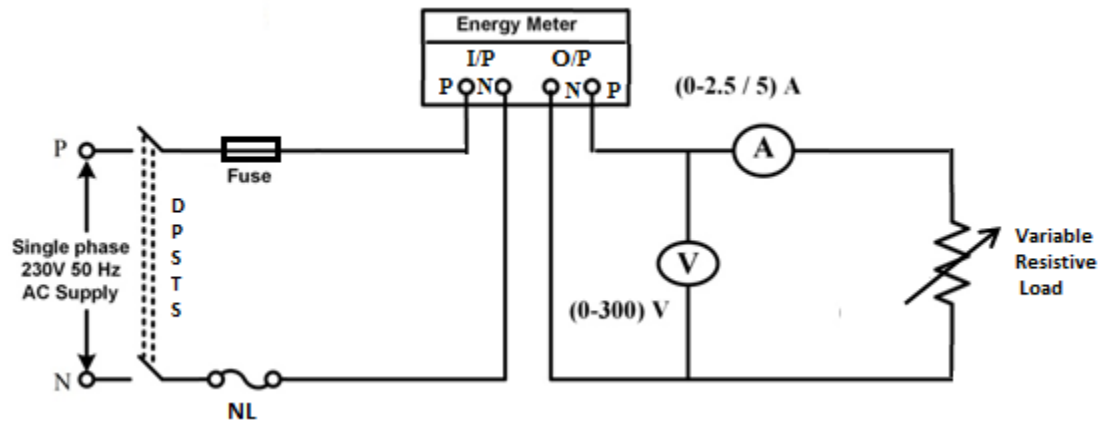 Energy Meter
I/P O/P
P N N P
(0-2.5 / 5) A
P
Fuse
A
D
P
S
T
S
Single phase
230V 50 Hz
AC Supply
V
(0-300) V
Variable
Resistive
Load
N
NL